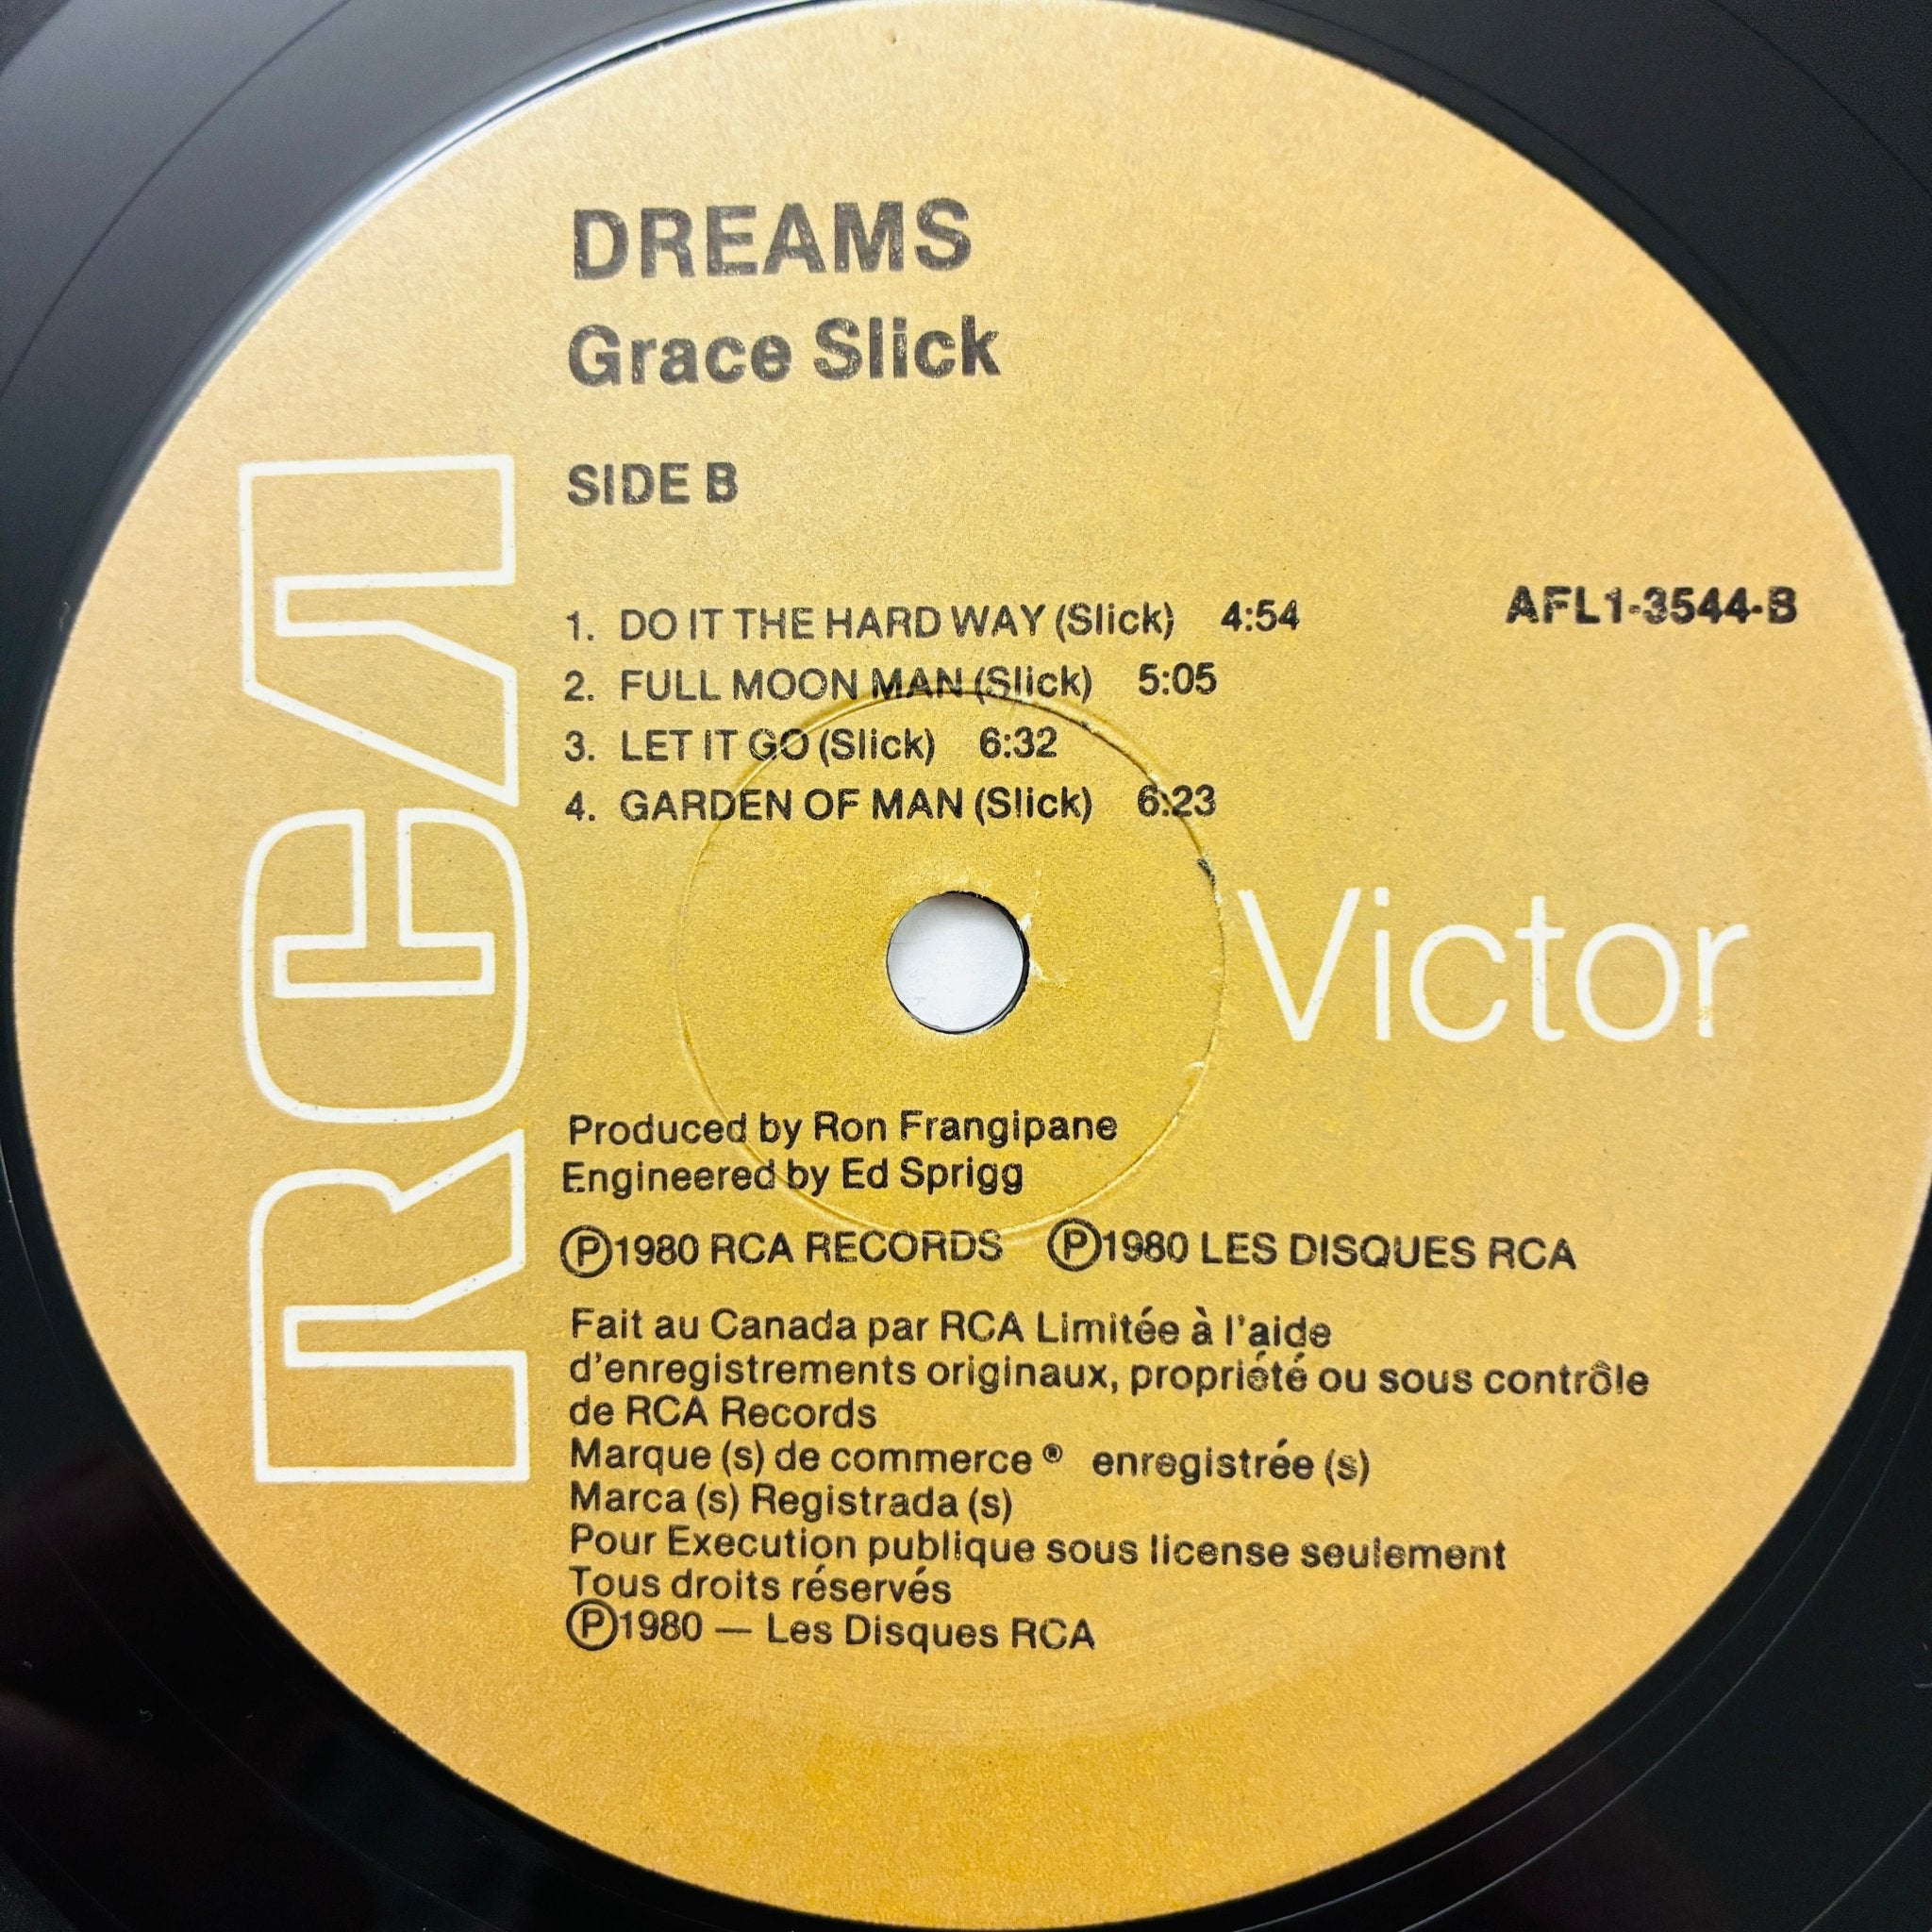 DREAMS
Grace Slick
SIDE B
1. DO IT THE HARD WAY (Slick) 4:54
AFL1-3544-B
2. FULL MOON MAN (Slick) 5:05
3. LET IT GO (Slick) 6:32
4. GARDEN OF MAN (Slick) 6:23
RCA
Victor
Produced by Ron Frangipane
Engineered by Ed Sprigg
Ⓟ1980 RCA RECORDS Ⓟ1980 LES DISQUES RCA
Fait au Canada par RCA Limitée à l'aide
d'enregistrements originaux, propriété ou sous contrôle
de RCA Records
Marque (s) de commerce ® enregistrée (s)
Marca (s) Registrada (s)
Pour Execution publique sous license seulement
Tous droits réservés
Ⓟ1980 — Les Disques RCA